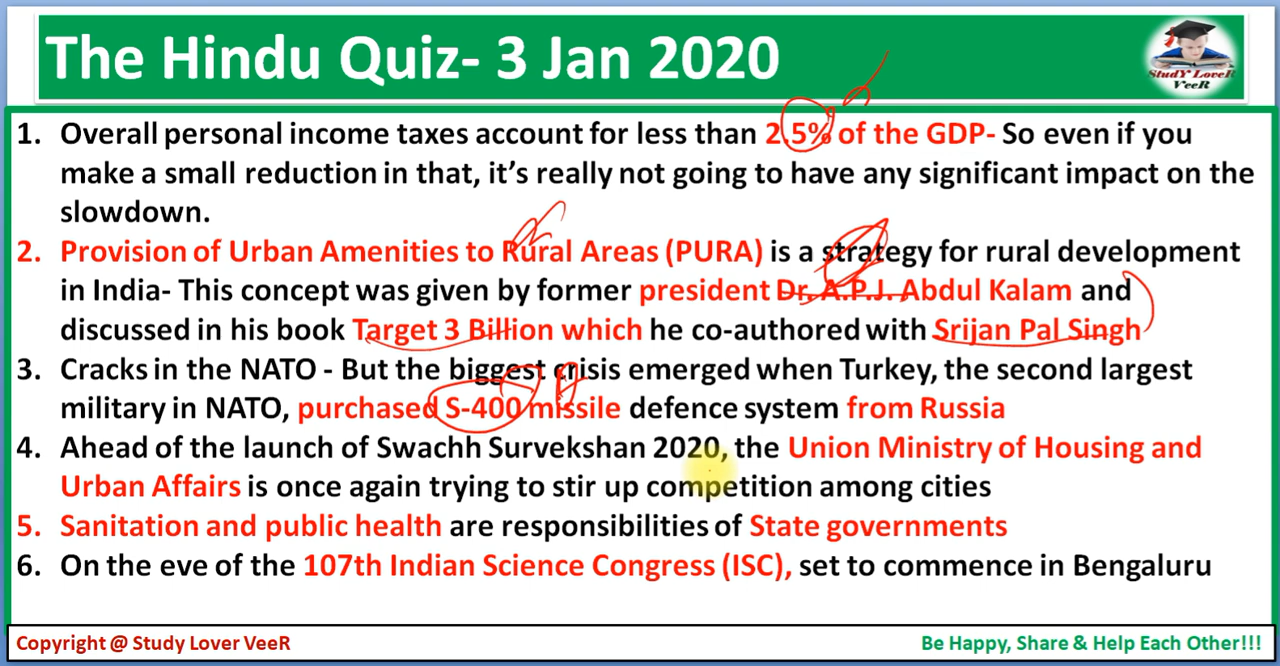 The Hindu Quiz- 3 Jan 2020
StudY LoveR
VeeR
1. Overall personal income taxes account for less than 2.5% of the GDP- So even if you
make a small reduction in that, it’s really not going to have any significant impact on the
slowdown.
2. Provision of Urban Amenities to Rural Areas (PURA) is a strategy for rural development
in India- This concept was given by former president Dr. A.P.J. Abdul Kalam and
discussed in his book Target 3 Billion which he co-authored with Srijan Pal Singh
3. Cracks in the NATO - But the biggest crisis emerged when Turkey, the second largest
military in NATO, purchased S-400 missile defence system from Russia
4. Ahead of the launch of Swachh Survekshan 2020, the Union Ministry of Housing and
Urban Affairs is once again trying to stir up competition among cities
5. Sanitation and public health are responsibilities of State governments
6. On the eve of the 107th Indian Science Congress (ISC), set to commence in Bengaluru
Copyright @ Study Lover VeeR
Be Happy, Share & Help Each Other!!!